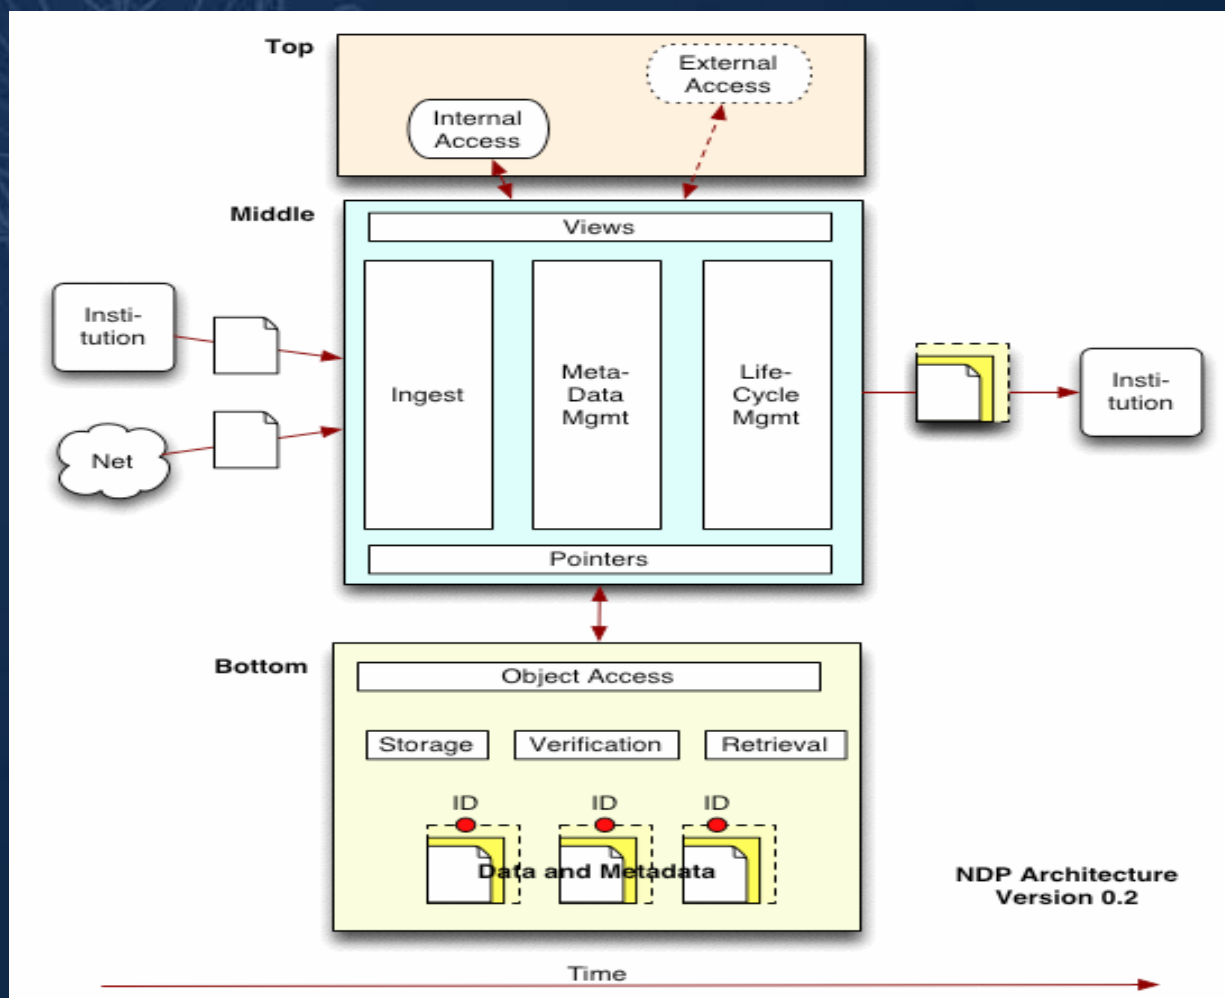 Top
External
Access
Internal
Access
Middle
Views
Insti-
tution
Net
Ingest
Meta-
Data
Mgmt
Life-
Cycle
Mgmt
Insti-
tution
Pointers
Bottom
Object Access
Storage
Verification
Retrieval
ID
ID
ID
Data and Metadata
NDP Architecture
Version 0.2
Time